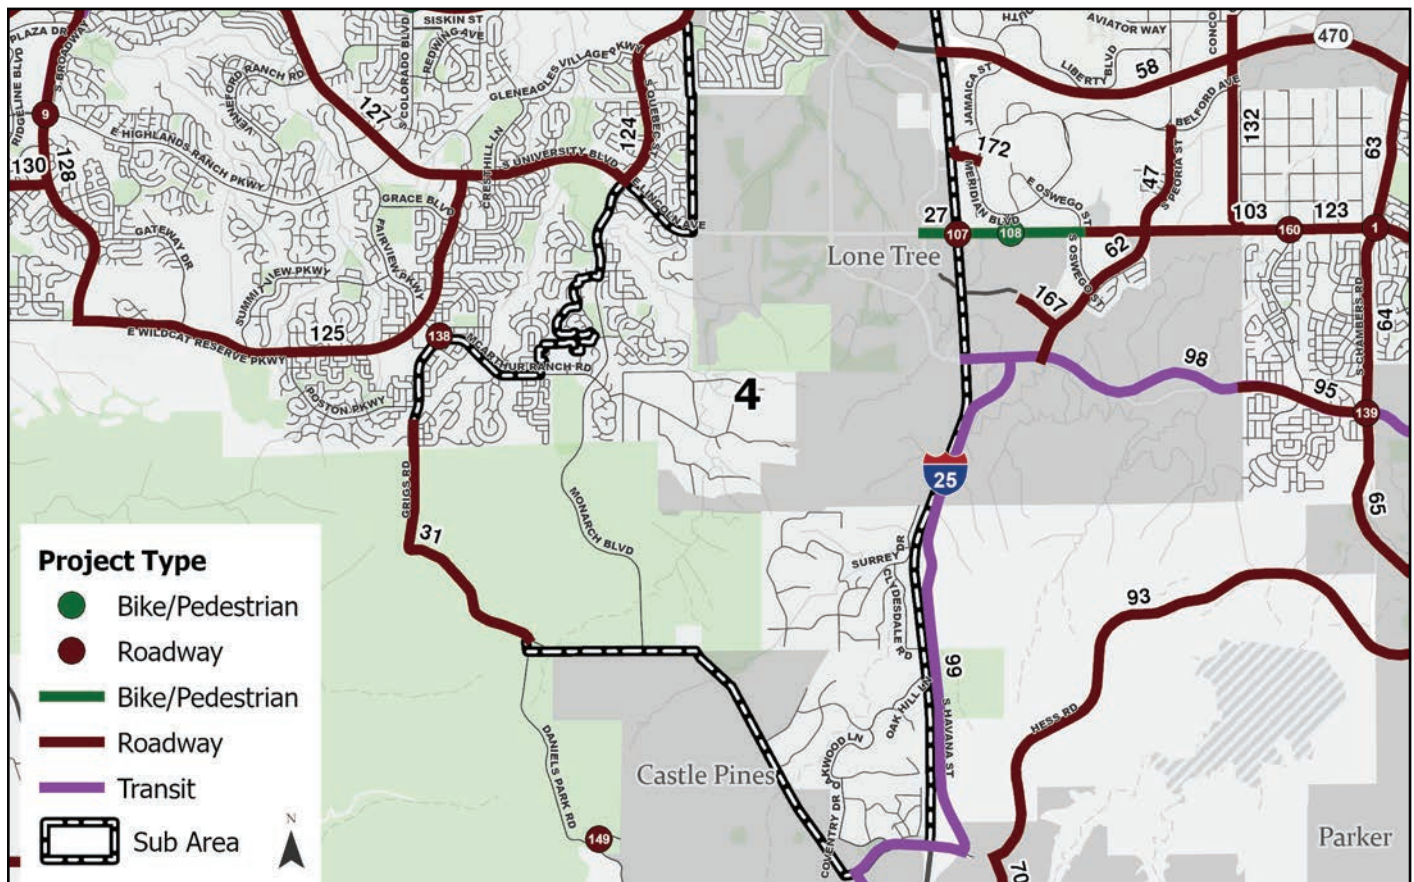 PLAZA DR
RIDGELINE BLVD
S BROADWAY
9
130
128
VENNEFORD RANCH RD
E HIGHLANDS RANCH PKWY
127
S COLORADO BLVD
SISKIN ST
REDWING AVE
GLENEAGLES VILLAGE PKWY
S QUEBEC S
124
CRESTHILL LN
S UNIVERSITY BLVD
GRACE BLVD
FAIRVIEW PKWY
E LINCOLN AVE
GATEWAY DR
SUMMIT VIEW PKWY
125
E WILDCAT RESERVE PKWY
138
MCARTHUR RANCH RD
POSTON PKWY
4
AVIATOR WAY
CONCO
470
LIBERTY BLVD
58
JAMAICA ST
BELFORD AVE
132
63
172
MERIDIAN BLVD
E OSWEGO ST
47
S PEORIA ST
27
107
108
103
123
160
1
Lone Tree
S OSWEGO ST
62
167
64
S CHAMBERS RD
98
95
139
25
65
GRIGS RD
31
MONARCH BLVD
SURREY DR
CLYDESDALE RD
93
99
HESS RD
OAK HILL LN
S HAVANA ST
KWOOD LN
COVENTRY DR
Castle Pines
DANIELS PARK RD
149
Parker
70
Project Type
Bike/Pedestrian
Roadway
Bike/Pedestrian
Roadway
Transit
Sub Area
N